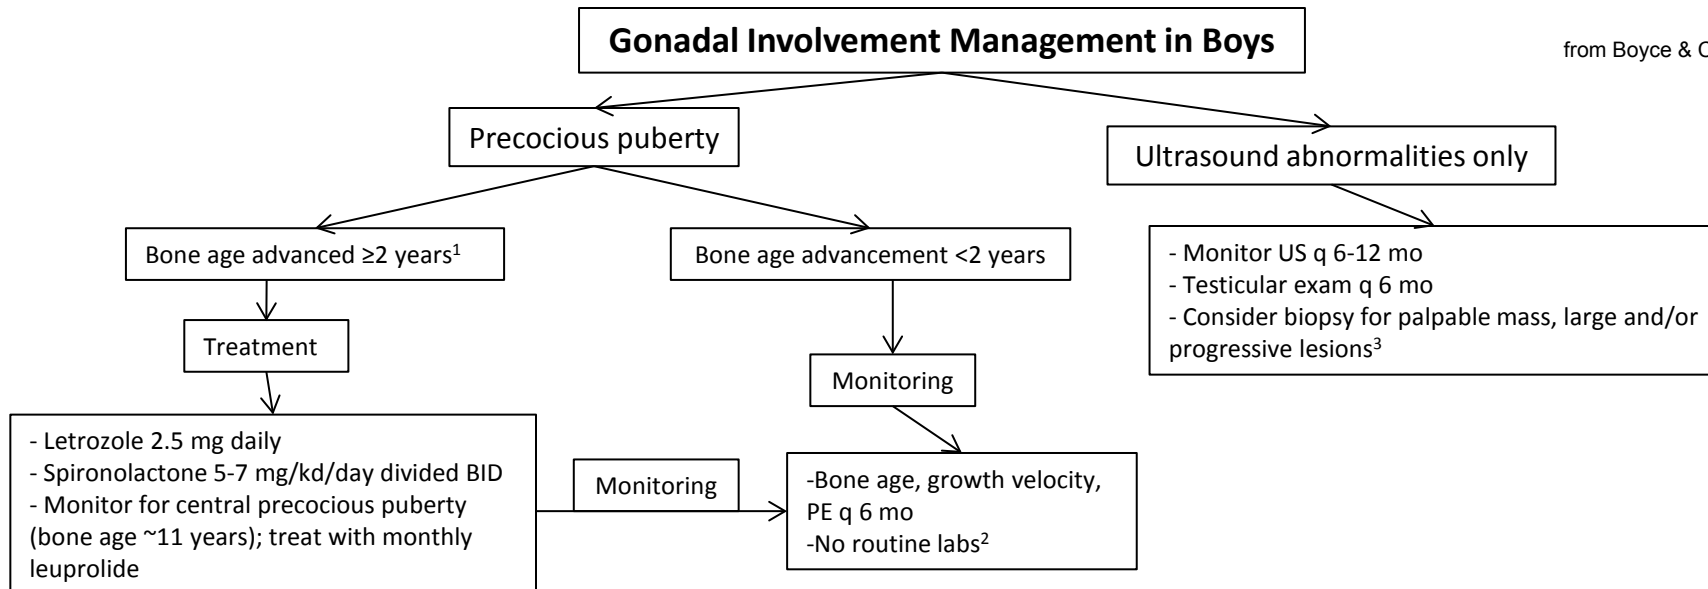 Gonadal Involvement Management in Boys
from Boyce & C
Precocious puberty
Ultrasound abnormalities only
Bone age advanced ≥2 years¹
Bone age advancement <2 years
- Monitor US q 6-12 mo
- Testicular exam q 6 mo
- Consider biopsy for palpable mass, large and/or
progressive lesions³
Treatment
Monitoring
- Letrozole 2.5 mg daily
- Spironolactone 5-7 mg/kd/day divided BID
- Monitor for central precocious puberty
(bone age ~11 years); treat with monthly
leuprolide
Monitoring
-Bone age, growth velocity,
PE q 6 mo
-No routine labs²